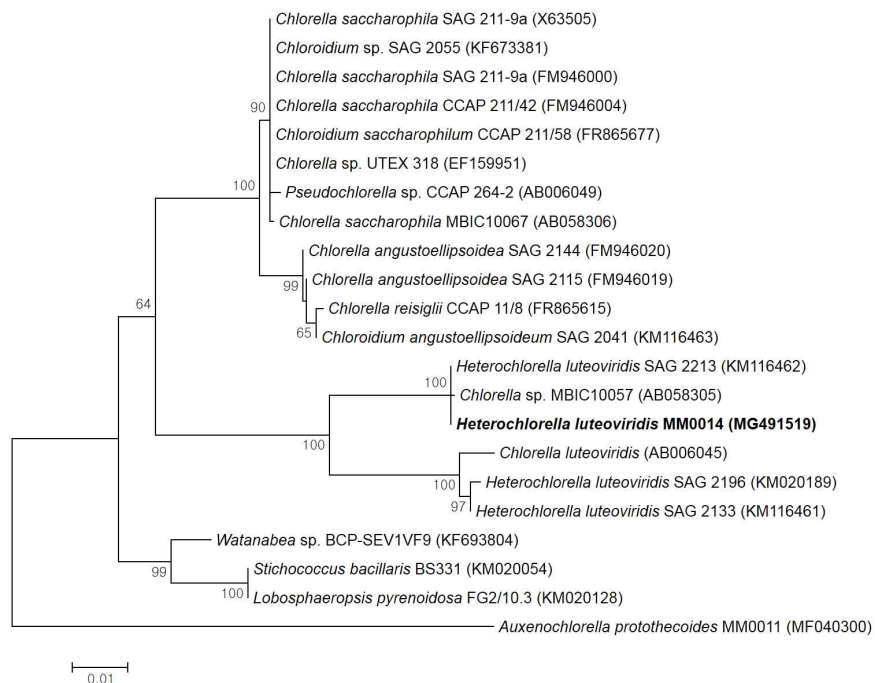 Chlorella saccharophila SAG 211-9a (X63505)
Chloroidium sp. SAG 2055 (KF673381)
Chlorella saccharophila SAG 211-9a (FM946000)
90
Chlorella saccharophila CCAP 211/42 (FM946004)
Chloroidium saccharophilum CCAP 211/58 (FR865677)
Chlorella sp. UTEX 318 (EF159951)
100
Pseudochlorella sp. CCAP 264-2 (AB006049)
Chlorella saccharophila MBIC10067 (AB058306)
Chlorella angustoellipsoidea SAG 2144 (FM946020)
99
Chlorella angustoellipsoidea SAG 2115 (FM946019)
64
Chlorella reisiglii CCAP 11/8 (FR865615)
65
Chloroidium angustoellipsoideum SAG 2041 (KM116463)
Heterochlorella luteoviridis SAG 2213 (KM116462)
100
Chlorella sp. MBIC10057 (AB058305)
Heterochlorella luteoviridis MM0014 (MG491519)
100
Chlorella luteoviridis (AB006045)
100
Heterochlorella luteoviridis SAG 2196 (KM020189)
97
Heterochlorella luteoviridis SAG 2133 (KM116461)
Watanabea sp. BCP-SEV1VF9 (KF693804)
99
Stichococcus bacillaris BS331 (KM020054)
100
Lobosphaeropsis pyrenoidosa FG2/10.3 (KM020128)
Auxenochlorella protothecoides MM0011 (MF040300)
0.01